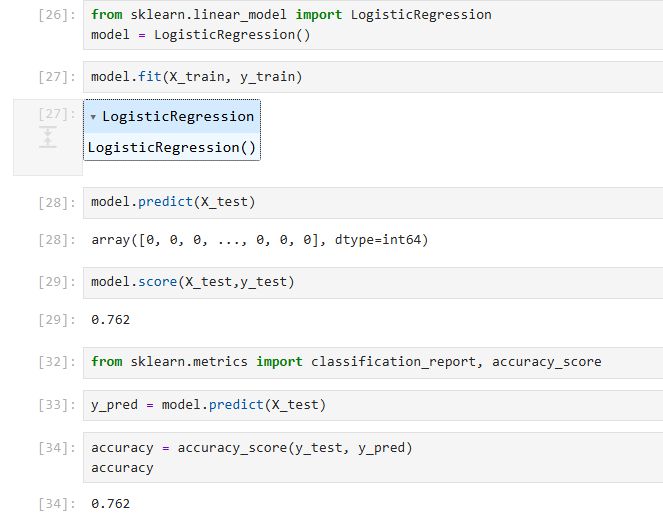 [26]: from sklearn.linear_model import LogisticRegression
model = LogisticRegression()
[27]: model.fit(X_train, y_train)
[27]: ▾ LogisticRegression
LogisticRegression()
[28]: model.predict(X_test)
[28]: array([0, 0, 0, ..., 0, 0, 0], dtype=int64)
[29]: model.score(X_test,y_test)
[29]: 0.762
[32]: from sklearn.metrics import classification_report, accuracy_score
[33]: y_pred = model.predict(X_test)
[34]: accuracy = accuracy_score(y_test, y_pred)
accuracy
[34]: 0.762